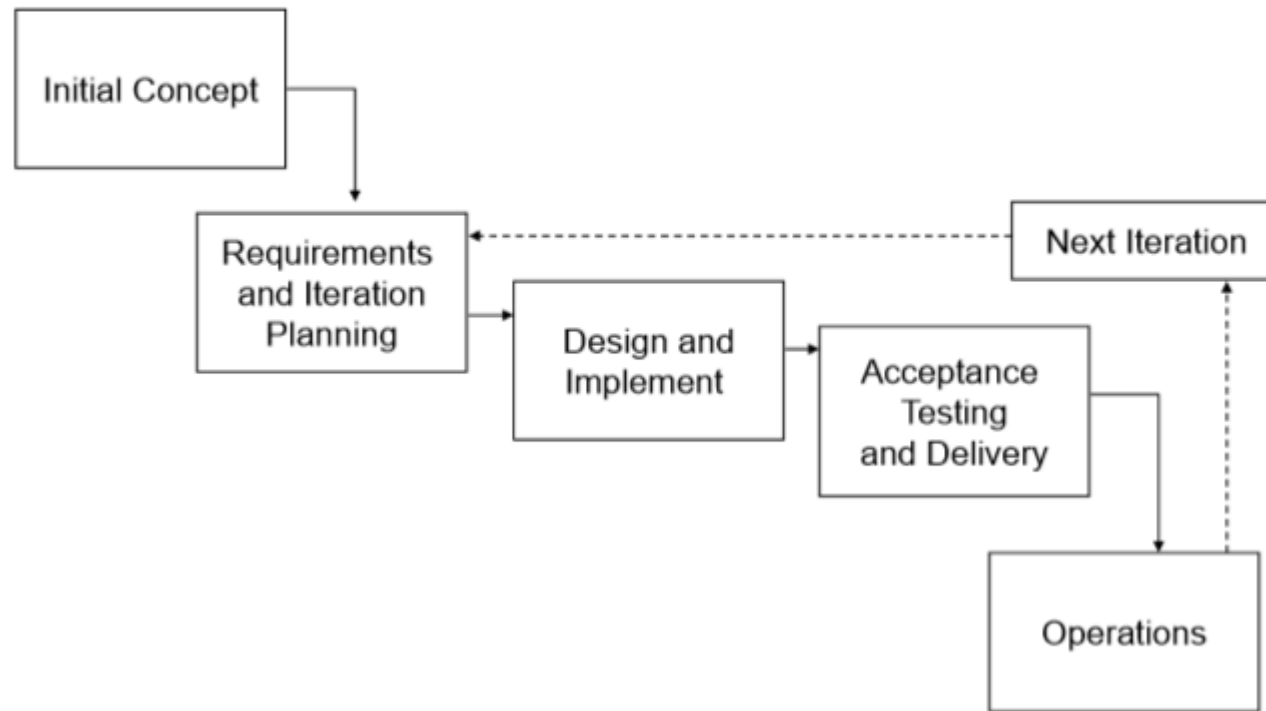 Initial Concept
Requirements
and Iteration
Planning
Next Iteration
Design and
Implement
Acceptance
Testing
and Delivery
Operations